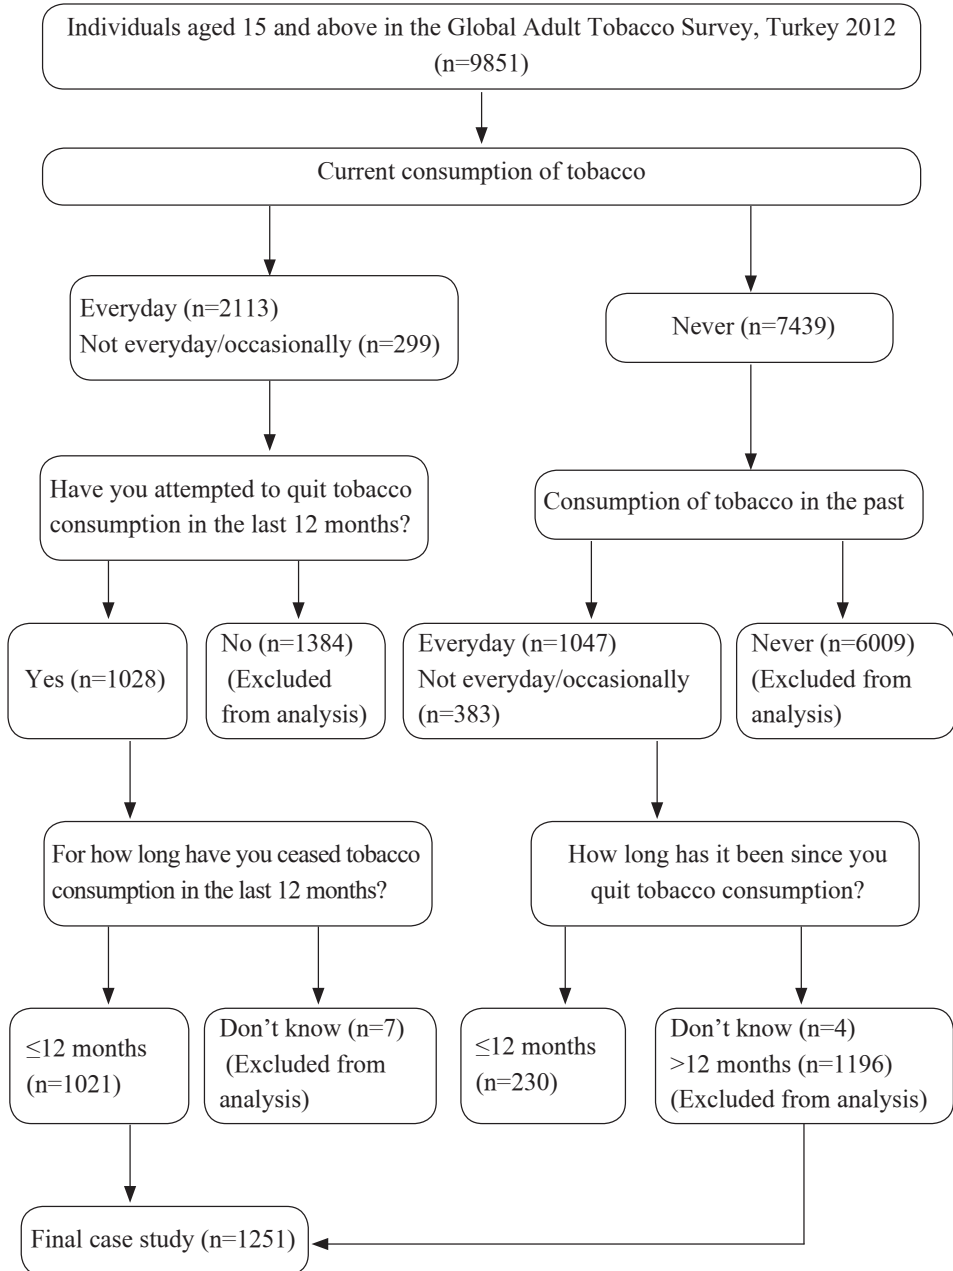 Individuals aged 15 and above in the Global Adult Tobacco Survey, Turkey 2012
(n=9851)
Current consumption of tobacco
Everyday (n=2113)
Not everyday/occasionally (n=299)
Never (n=7439)
Have you attempted to quit tobacco
consumption in the last 12 months?
Consumption of tobacco in the past
Yes (n=1028)
No (n=1384)
(Excluded
from analysis)
Everyday (n=1047)
Not everyday/occasionally
(n=383)
Never (n=6009)
(Excluded from
analysis)
For how long have you ceased tobacco
consumption in the last 12 months?
How long has it been since you
quit tobacco consumption?
≤12 months
(n=1021)
Don’t know (n=7)
(Excluded from
analysis)
≤12 months
(n=230)
Don’t know (n=4)
>12 months (n=1196)
(Excluded from analysis)
Final case study (n=1251)